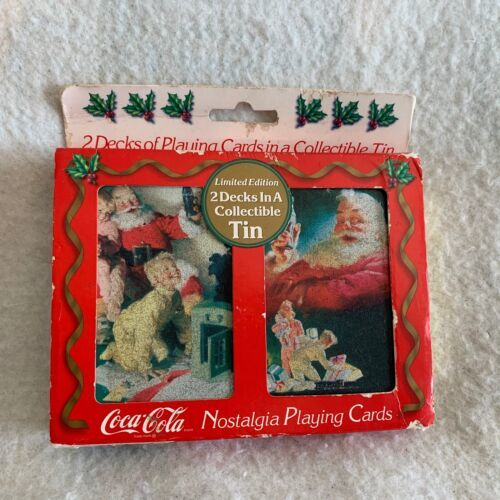 2 Decks of Playing Cards in a Collectible Tin
Limited Edition
2 Decks In A
Collectible
Tin
Coca-Cola
Nostalgia Playing Cards